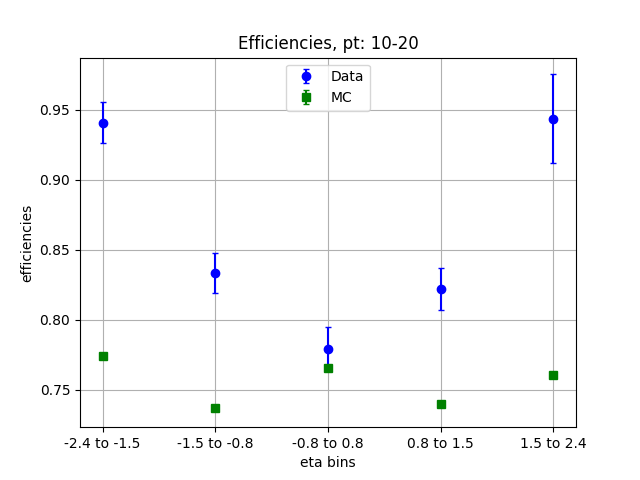 Efficiencies, pt: 10-20
Data
MC
efficiencies
0.95
0.90
0.85
0.80
0.75
-2.4 to -1.5
-1.5 to -0.8
-0.8 to 0.8
0.8 to 1.5
1.5 to 2.4
eta bins